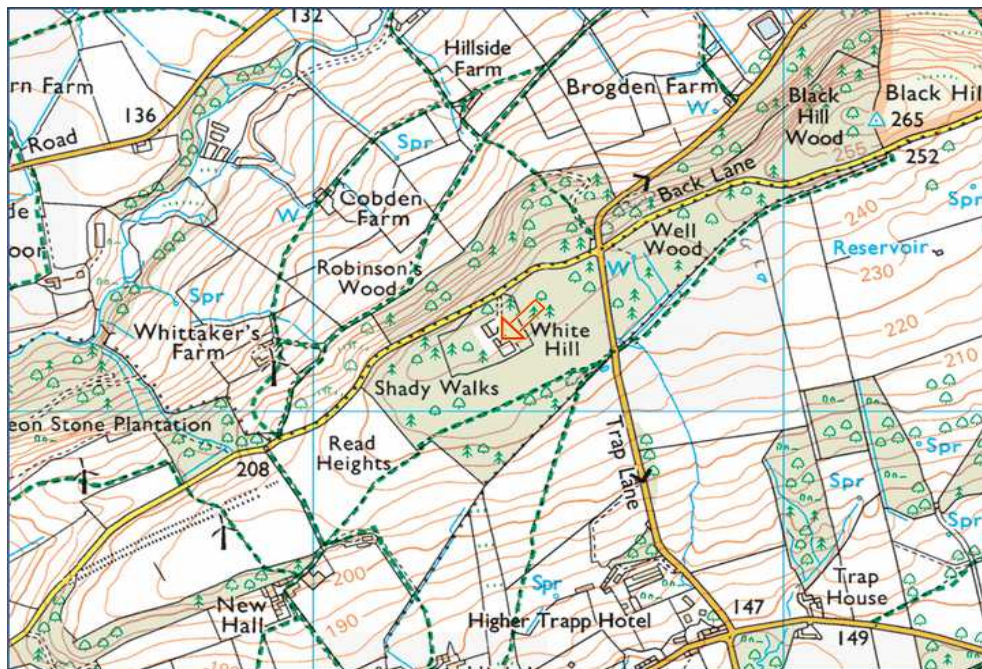 132
Hillside
Farm
Brogden Farm
W
Black
Hill
Wood
Black Hil
265
255
252
rn Farm
136
Road
Spr
Cobden
Farm
W
Back Lane
Well
Wood
W
240
Spr
Reservoir
230
de
oor
Robinson's
Wood
Spr
Whittaker's
Farm
White
Hill
220
Shady Walks
210
eon Stone Plantation
208
Read
Heights
Trap Lane
Spr
Spr
Spr
200
190
New
Hall
Spr
Higher Trapp Hotel
147
Trap
House
149